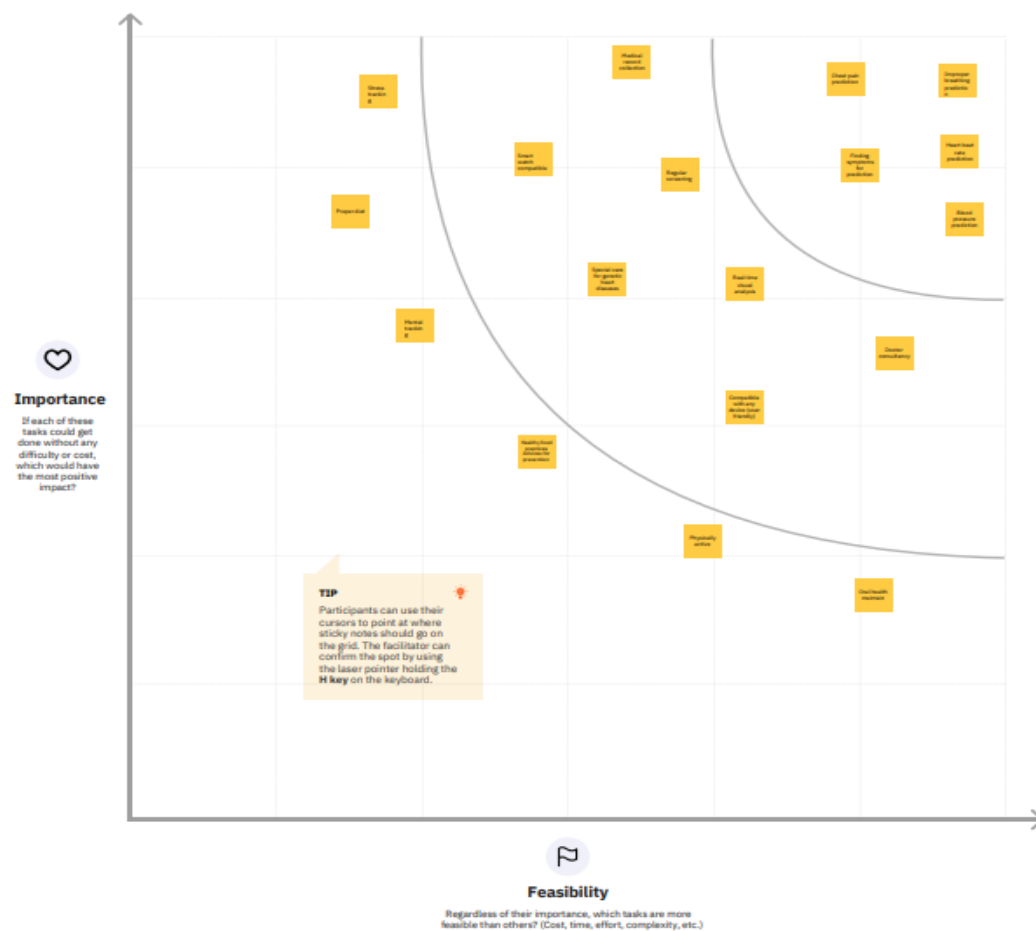 Medical
record
collection
Chest pain
prediction
Improper
breathing
predictio
n
Stress
trackin
g
Smart
watch
compatible
Regular
screening
Finding
symptoms
for
prediction
Heart beat
rate
prediction
Proper diet
Blood
pressure
prediction
Special care
for genetic
heart
diseases
Real time
visual
analysis
Mental
trackin
g
Doctor
consultancy
Compatible
with any
device (user
friendly)
Healthy food
prevention
Physically
active
Oral health
maintain
Importance
If each of these
tasks could get
done without any
difficulty or cost,
which would have
the most positive
impact?
TIP
Participants can use their
cursors to point at where
sticky notes should go on
the grid. The facilitator can
confirm the spot by using
the laser pointer holding the
H key on the keyboard.
Feasibility
Regardless of their importance, which tasks are more
feasible than others? (Cost, time, effort, complexity, etc.)